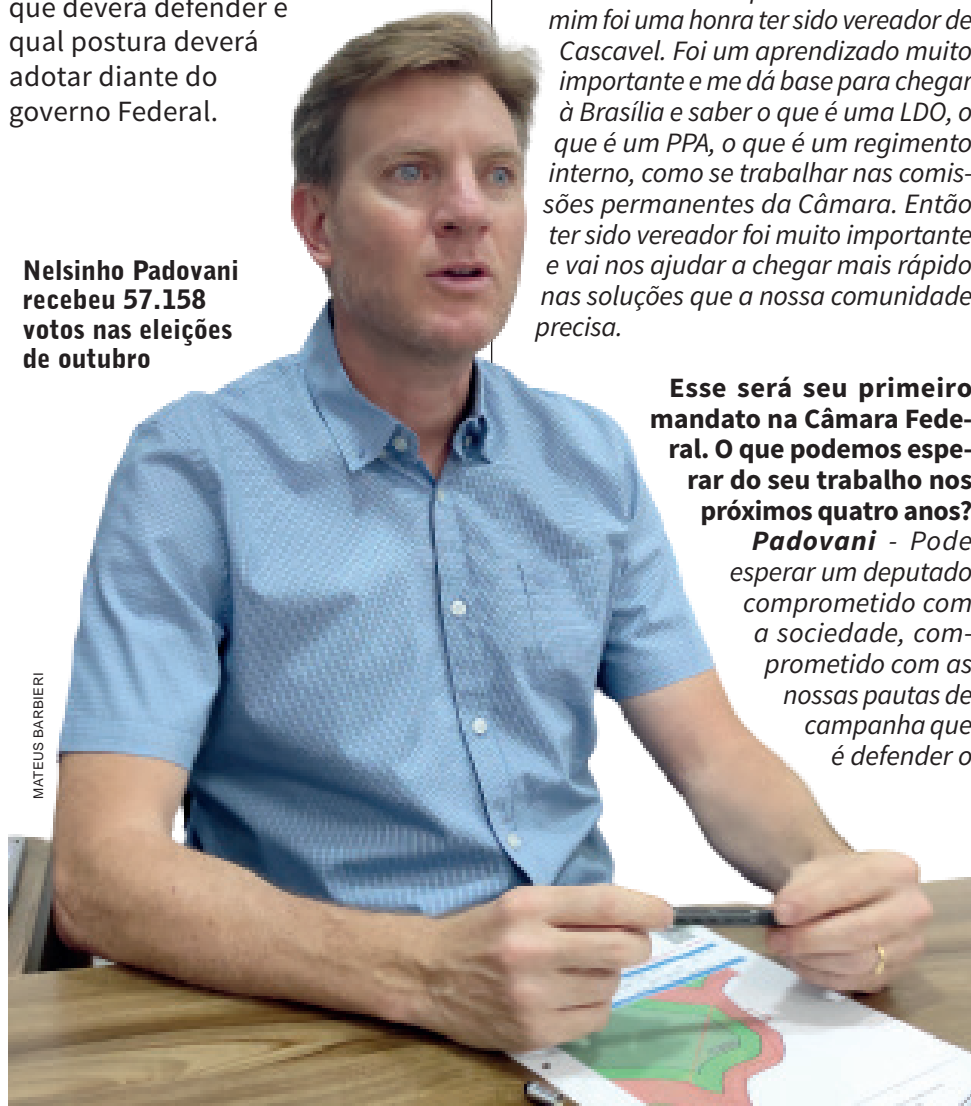 que deverá defender e
qual postura deverá
adotar diante do
governo Federal.
Nelsinho Padovani
recebeu 57.158
votos nas eleições
de outubro
MATEUS BARBIERI
mim foi uma honra ter sido vereador de
Cascavel. Foi um aprendizado muito
importante e me dá base para chegar
à Brasília e saber o que é uma LDO, o
que é um PPA, o que é um regimento
interno, como se trabalhar nas comis-
sões permanentes da Câmara. Então
ter sido vereador foi muito importante
e vai nos ajudar a chegar mais rápido
nas soluções que a nossa comunidade
precisa.
Esse será seu primeiro
mandato na Câmara Fede-
ral. O que podemos espe-
rar do seu trabalho nos
próximos quatro anos?
Padovani - Pode
esperar um deputado
comprometido com
a sociedade, com-
prometido com as
nossas pautas de
campanha que
é defender o